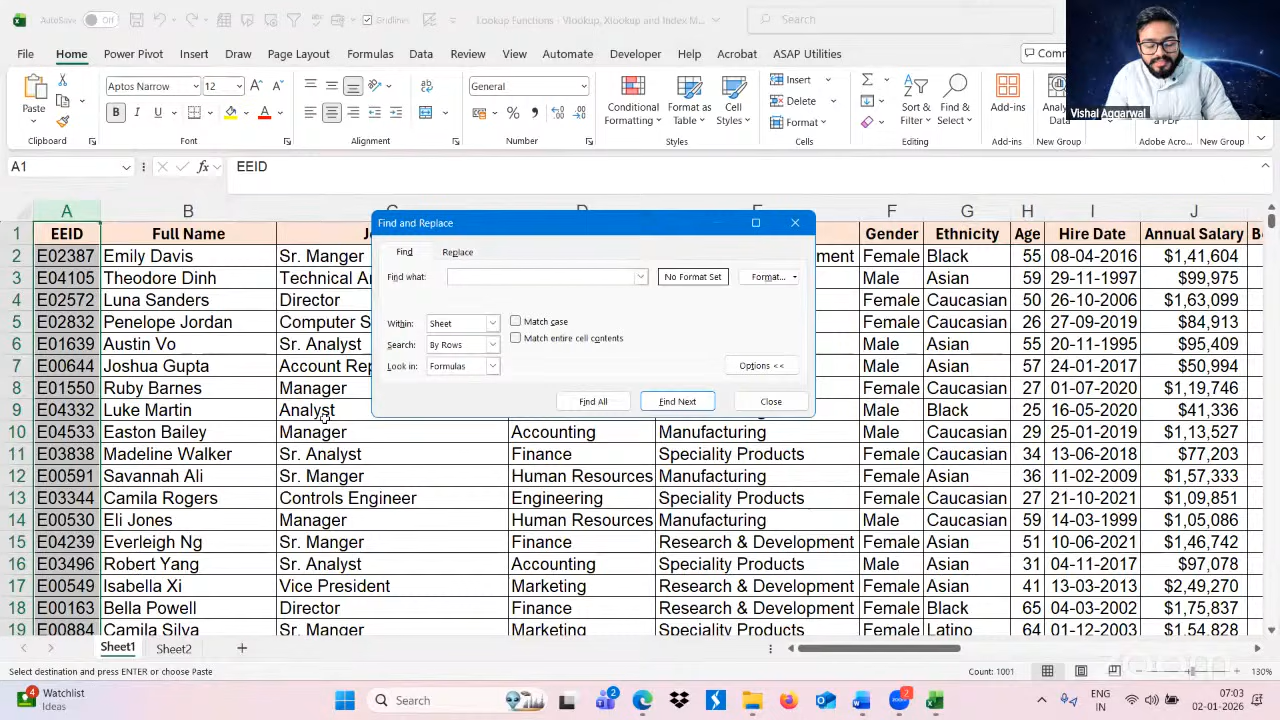 AutoSave Off Gridlines Lookup Functions - Vlookup, Xlookup and Index M... Search
File Home Power Pivot Insert Draw Page Layout Formulas Data Review View Automate Developer Help Acrobat ASAP Utilities
Paste Aptos Narrow 12 General Conditional Formatting Format as Table Cell Styles Insert Delete Format Sort & Filter Find & Select Add-ins
Clipboard Font Alignment Number Styles Cells Editing Add-ins New Group Adobe Acro... New Group
Vishal Aggarwal
A1 fx EEID
A B F G H I J
1 EEID Full Name Gender Ethnicity Age Hire Date Annual Salary
2 E02387 Emily Davis Sr. Manger Female Black 55 08-04-2016 $1,41,604
3 E04105 Theodore Dinh Male Asian 59 29-11-1997 $99,975
4 E02572 Luna Sanders Director Female Caucasian 50 26-10-2006 $1,63,099
5 E02832 Penelope Jordan Computer S Female Caucasian 26 27-09-2019 $84,913
6 E01639 Austin Vo Sr. Analyst Male Asian 55 20-11-1995 $95,409
7 E00644 Joshua Gupta Account Rep Male Asian 57 24-01-2017 $50,994
8 E01550 Ruby Barnes Manager Female Caucasian 27 01-07-2020 $1,19,746
9 E04332 Luke Martin Analyst Male Black 25 16-05-2020 $41,336
10 E04533 Easton Bailey Manager Accounting Manufacturing Male Caucasian 29 25-01-2019 $1,13,527
11 E03838 Madeline Walker Sr. Analyst Finance Speciality Products Female Caucasian 34 13-06-2018 $77,203
12 E00591 Savannah Ali Sr. Manger Human Resources Manufacturing Female Asian 36 11-02-2009 $1,57,333
13 E03344 Camila Rogers Controls Engineer Engineering Speciality Products Female Caucasian 27 21-10-2021 $1,09,851
14 E00530 Eli Jones Manager Human Resources Manufacturing Male Caucasian 59 14-03-1999 $1,05,086
15 E04239 Everleigh Ng Sr. Manger Finance Research & Development Female Asian 51 10-06-2021 $1,46,742
16 E03496 Robert Yang Sr. Analyst Accounting Speciality Products Male Asian 31 04-11-2017 $97,078
17 E00549 Isabella Xi Vice President Marketing Research & Development Female Asian 41 13-03-2013 $2,49,270
18 E00163 Bella Powell Director Finance Research & Development Female Black 65 04-03-2002 $1,75,837
19 E00884 Camila Silva Sr. Manger Marketing Speciality Products Female Latino 64 01-12-2003 $1,54,828
Find and Replace
Find Replace
Find what: No Format Set Format...
Within: Sheet Match case
Search: By Rows Match entire cell contents
Look in: Formulas Options <<
Find All Find Next Close
Sheet1 Sheet2
Select destination and press ENTER or choose Paste Count: 1001 130%
4 Watchlist Ideas Search 2 2 ENG IN 07:03 02-01-2026